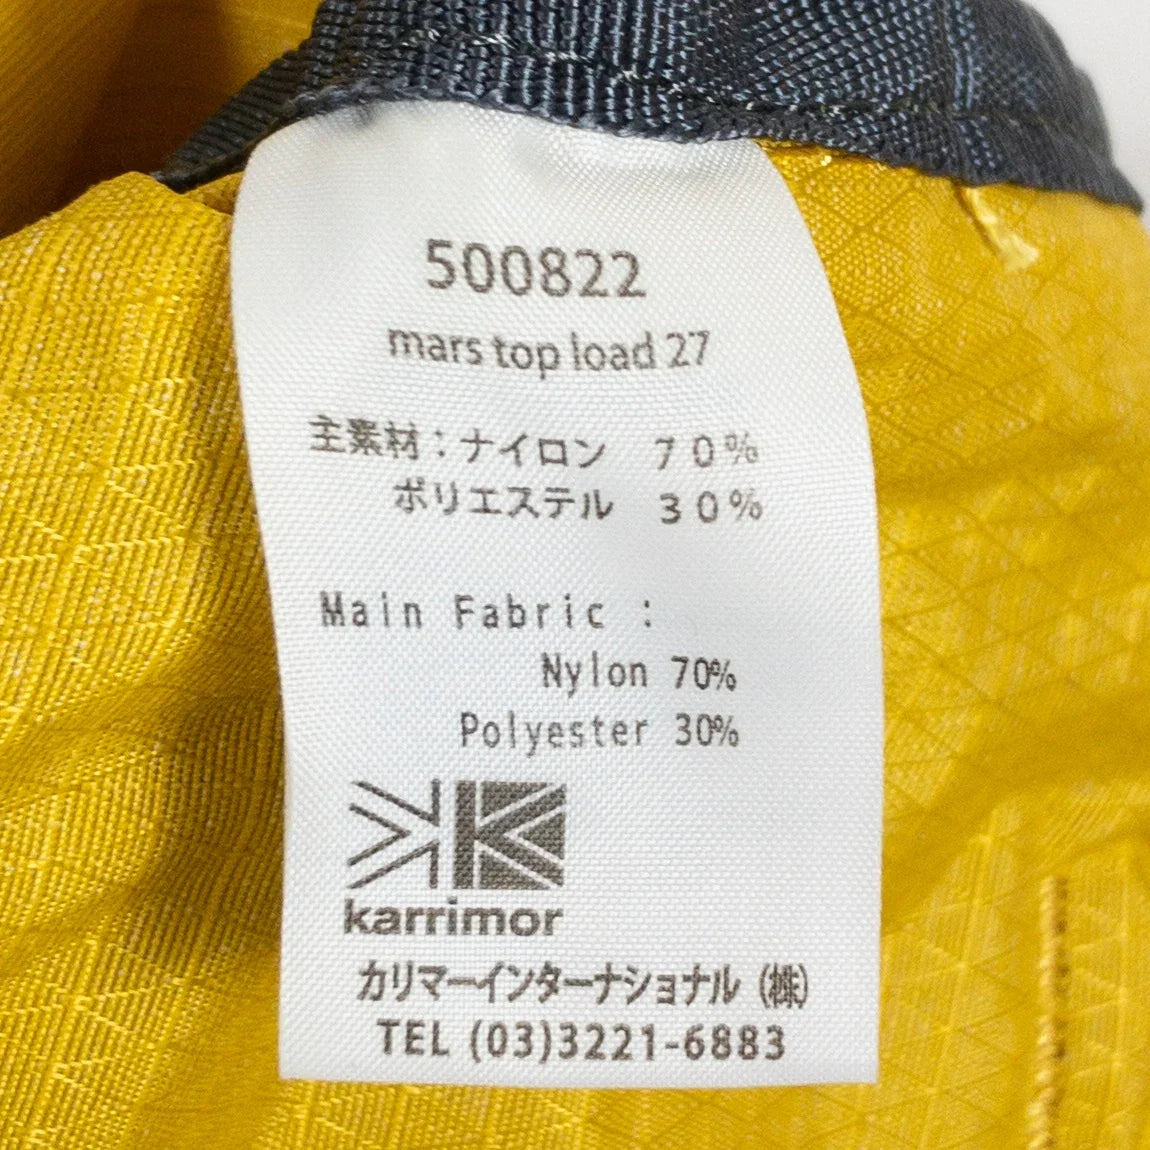 500822
mars top load 27
主素材：ナイロン　７０％
ポリエステル　３０％
Main Fabric :
Nylon 70%
Polyester 30%
karrimor
カリマーインターナショナル（株）
TEL (03)3221-6883